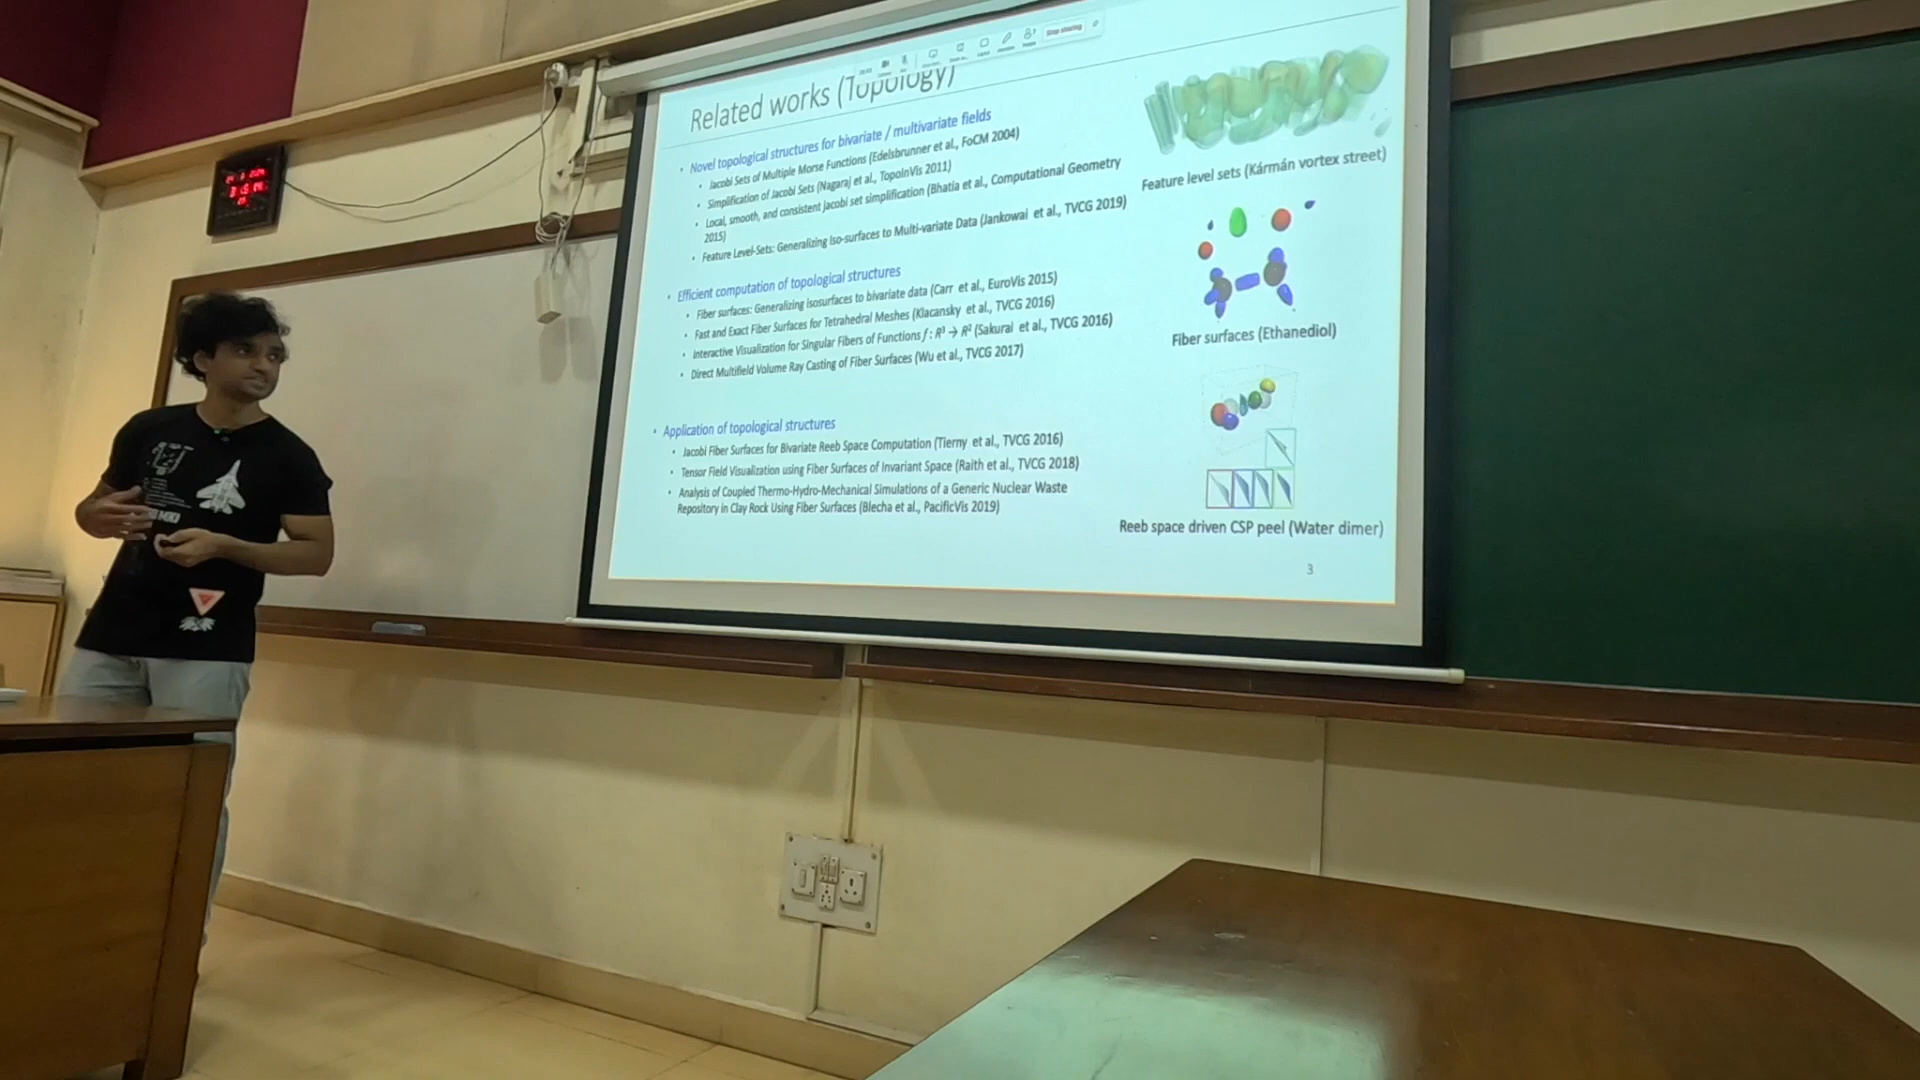 Stop sharing
Related works (Topology)
• Novel topological structures for bivariate / multivariate fields
• Jacobi Sets of Multiple Morse Functions (Edelsbrunner et al., FoCM 2004)
• Simplification of Jacobi Sets (Nagaraj et al., TopoInVis 2011)
• Local, smooth, and consistent Jacobi set simplification (Bhatia et al., Computational Geometry
2015)
• Feature Level-Sets: Generalizing Iso-surfaces to Multi-variate Data (Jankowai et al., TVCG 2019)
• Efficient computation of topological structures
• Fiber surfaces: Generalizing isosurfaces to bivariate data (Carr et al., EuroVis 2015)
• Fast and Exact Fiber Surfaces for Tetrahedral Meshes (Klacansky et al., TVCG 2016)
• Interactive Visualization for Singular Fibers of Functions f : R³ → R² (Sakurai et al., TVCG 2016)
• Direct Multifield Volume Ray Casting of Fiber Surfaces (Wu et al., TVCG 2017)
• Application of topological structures
• Jacobi Fiber Surfaces for Bivariate Reeb Space Computation (Tierny et al., TVCG 2016)
• Tensor Field Visualization using Fiber Surfaces of Invariant Space (Raith et al., TVCG 2018)
• Analysis of Coupled Thermo-Hydro-Mechanical Simulations of a Generic Nuclear Waste
Repository in Clay Rock Using Fiber Surfaces (Blecha et al., PacificVis 2019)
Feature level sets (Kármán vortex street)
Fiber surfaces (Ethanediol)
Reeb space driven CSP peel (Water dimer)
3